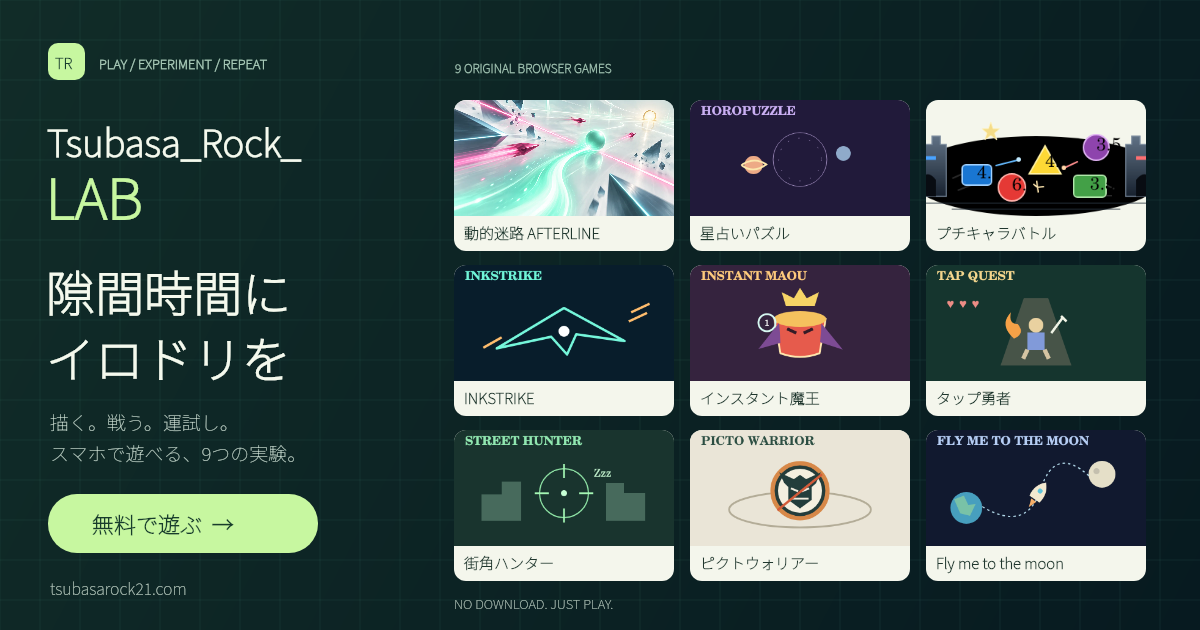 TR
PLAY / EXPERIMENT / REPEAT
Tsubasa_Rock_
LAB
隙間時間に
イロドリを
描く。戦う。運試し。
スマホで遊べる、9つの実験。
無料で遊ぶ →
tsubasarock21.com
9 ORIGINAL BROWSER GAMES
動的迷路 AFTERLINE
HOROPUZZLE
星占いパズル
3.5
4.
4.
6.
3.
プチキャラバトル
INKSTRIKE
INKSTRIKE
INSTANT MAOU
1
インスタント魔王
TAP QUEST
♥ ♥ ♥
タップ勇者
STREET HUNTER
Zzz
街角ハンター
PICTO WARRIOR
ピクトウォリアー
FLY ME TO THE MOON
Fly me to the moon
NO DOWNLOAD. JUST PLAY.